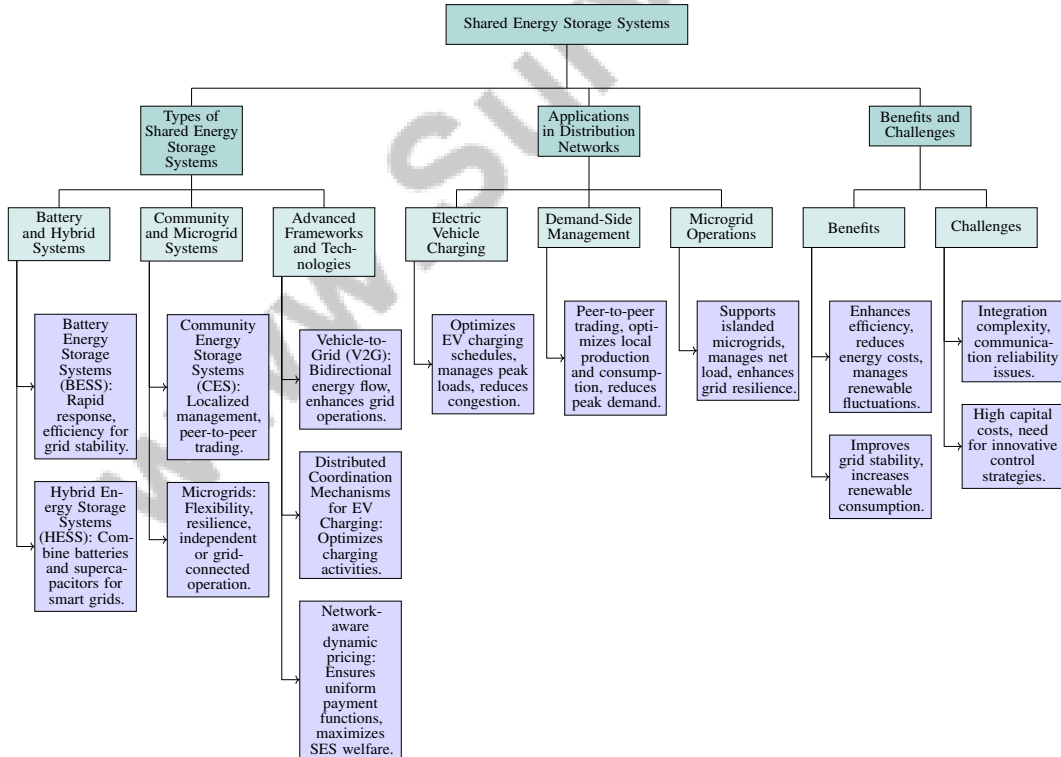 Shared Energy Storage Systems
Types of
Shared Energy
Storage
Systems
Applications
in Distribution
Networks
Benefits and
Challenges
Battery
and Hybrid
Systems
Community
and Microgrid
Systems
Advanced
Frameworks
and Tech-
nologies
Electric
Vehicle
Charging
Demand-Side
Management
Microgrid
Operations
Benefits
Challenges
Battery
Energy
Storage
Systems
(BESS):
Rapid
response,
efficiency for
grid stability.
Community
Energy
Storage
Systems
(CES):
Localized
management,
peer-to-peer
trading.
Vehicle-to-
Grid (V2G):
Bidirectional
energy flow,
enhances grid
operations.
Optimizes
EV charging
schedules,
manages peak
loads, reduces
congestion.
Peer-to-peer
trading, opti-
mizes local
production
and consump-
tion, reduces
peak demand.
Supports
islanded
microgrids,
manages net
load, enhances
grid resilience.
Enhances
efficiency,
reduces
energy costs,
manages
renewable
fluctuations.
Integration
complexity,
communica-
tion reliability
issues.
Hybrid En-
ergy Storage
Systems
(HESS): Com-
bine batteries
and superca-
pacitors for
smart grids.
Microgrids:
Flexibility,
resilience,
independent
or grid-
connected
operation.
Distributed
Coordination
Mechanisms
for EV
Charging:
Optimizes
charging
activities.
Improves
grid stability,
increases
renewable
consumption.
High capital
costs, need
for innovative
control
strategies.
Network-
aware
dynamic
pricing:
Ensures
uniform
payment
functions,
maximizes
SES welfare.